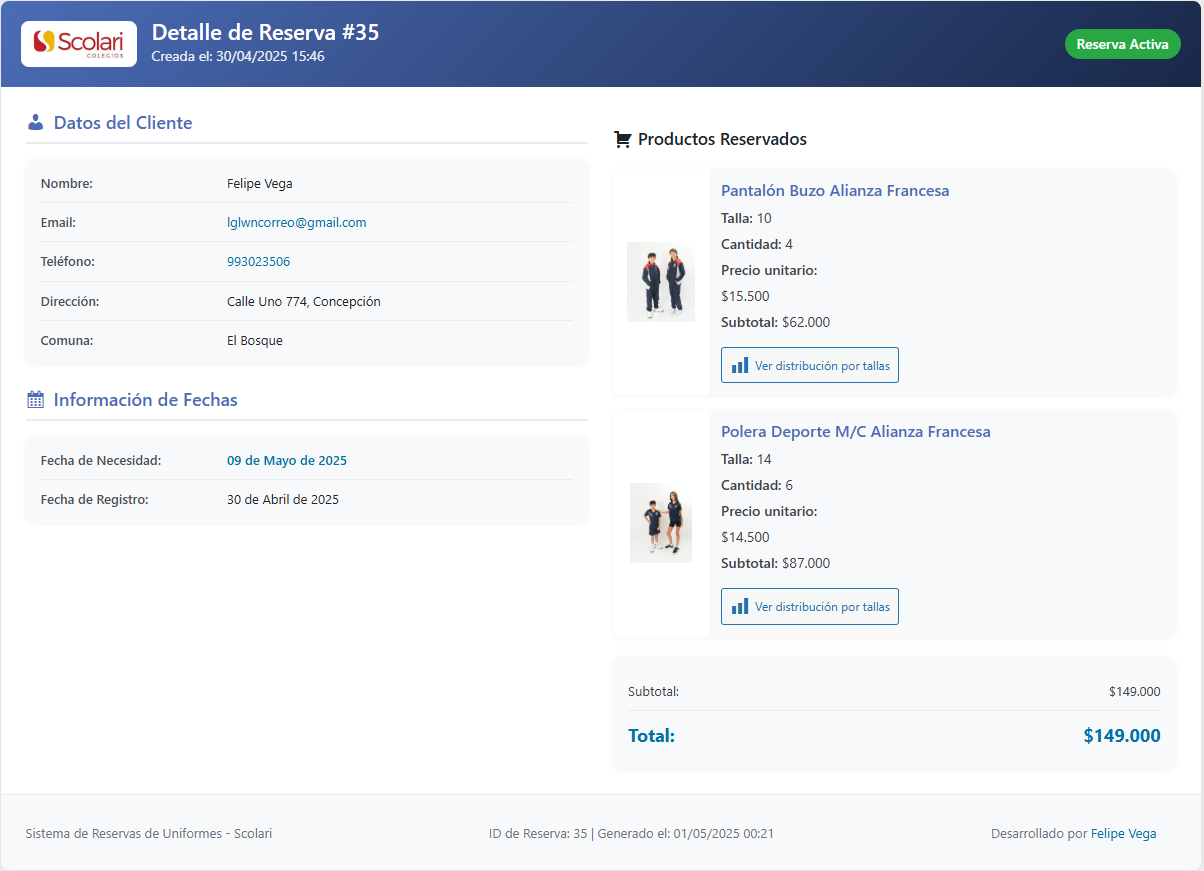 Scolari
COLEGIOS
Detalle de Reserva #35
Creada el: 30/04/2025 15:46
Reserva Activa
Datos del Cliente
Nombre: Felipe Vega
Email: lglwncorreo@gmail.com
Teléfono: 993023506
Dirección: Calle Uno 774, Concepción
Comuna: El Bosque
Información de Fechas
Fecha de Necesidad: 09 de Mayo de 2025
Fecha de Registro: 30 de Abril de 2025
Productos Reservados
Pantalón Buzo Alianza Francesa
Talla: 10
Cantidad: 4
Precio unitario:
$15.500
Subtotal: $62.000
Ver distribución por tallas
Polera Deporte M/C Alianza Francesa
Talla: 14
Cantidad: 6
Precio unitario:
$14.500
Subtotal: $87.000
Ver distribución por tallas
Subtotal: $149.000
Total: $149.000
Sistema de Reservas de Uniformes - Scolari
ID de Reserva: 35 | Generado el: 01/05/2025 00:21
Desarrollado por Felipe Vega